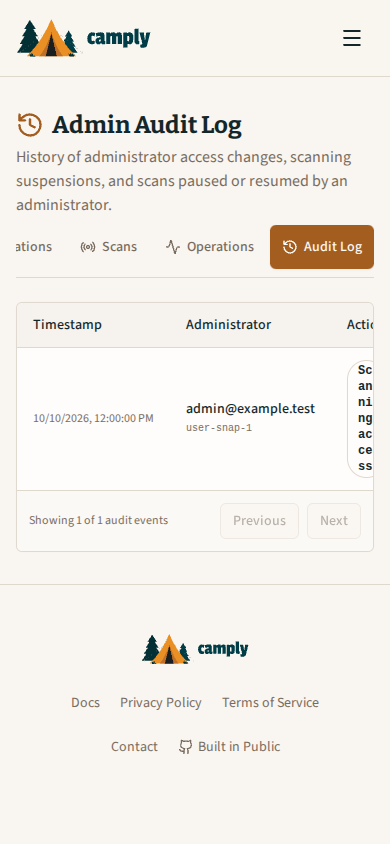 camply
Admin Audit Log
History of administrator access changes, scanning
suspensions, and scans paused or resumed by an
administrator.
ations Scans Operations Audit Log
Timestamp Administrator Actio
10/10/2026, 12:00:00 PM
admin@example.test
user-snap-1
Sc
an
ni
ng
ac
ce
ss
Showing 1 of 1 audit events Previous Next
camply
Docs Privacy Policy Terms of Service
Contact Built in Public